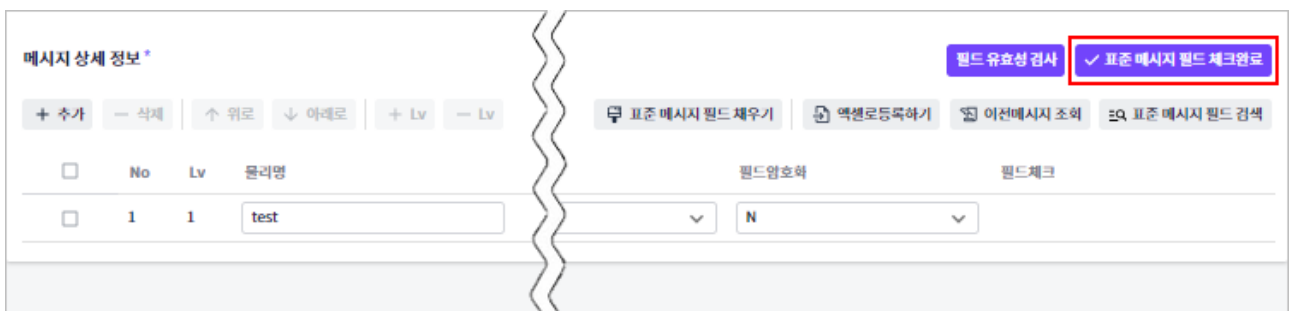 메시지 상세 정보 *
필드 유효성 검사 표준 메시지 필드 체크완료
추가 삭제 위로 아래로 + Lv − Lv 표준 메시지 필드 채우기 엑셀로등록하기 이전메시지 조회 표준 메시지 필드 검색
No Lv 물리명 필드암호화 필드체크
1 1 test N